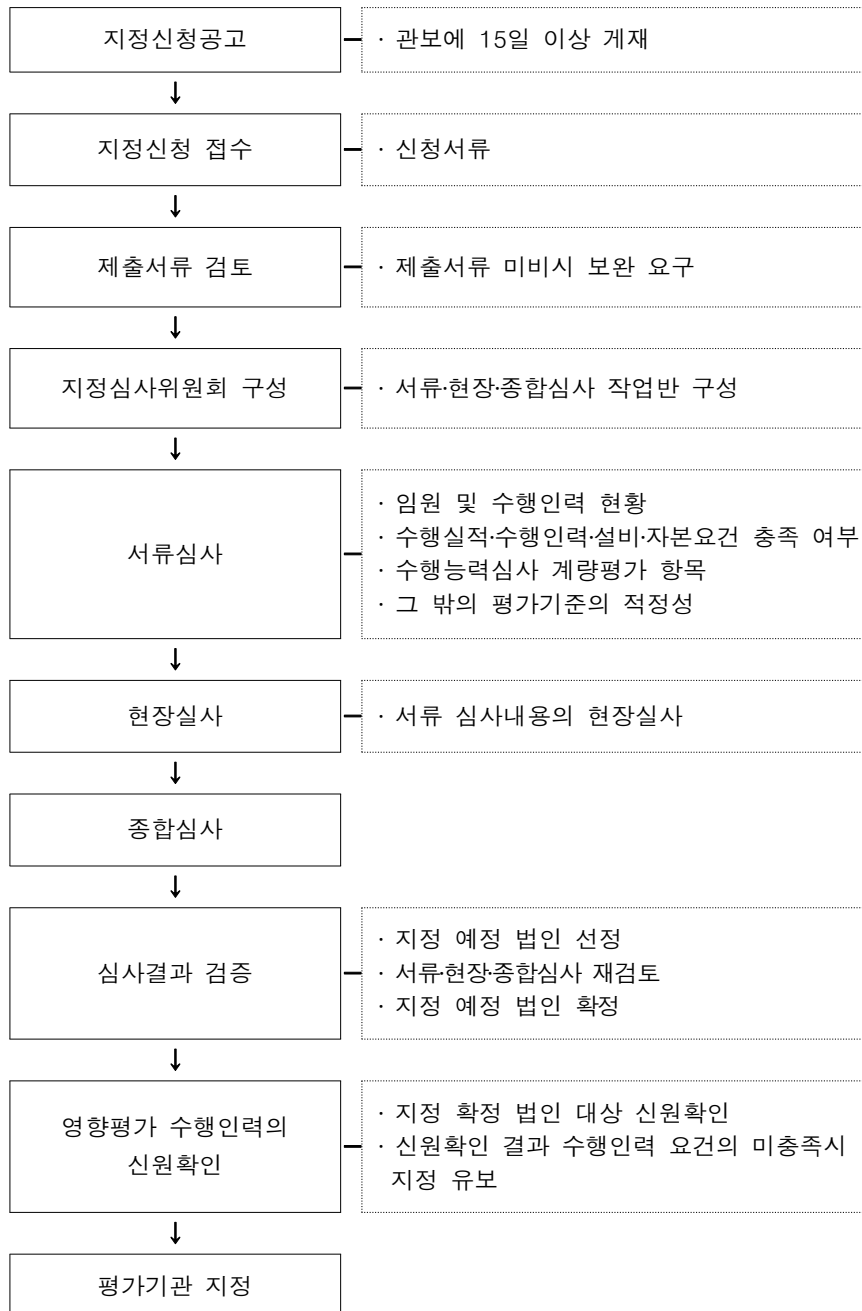 지정신청공고
· 관보에 15일 이상 게재
지정신청 접수
· 신청서류
제출서류 검토
· 제출서류 미비시 보완 요구
지정심사위원회 구성
· 서류·현장·종합심사 작업반 구성
서류심사
· 임원 및 수행인력 현황
· 수행실적·수행인력·설비·자본요건 충족 여부
· 수행능력심사 계량평가 항목
· 그 밖의 평가기준의 적정성
현장실사
· 서류 심사내용의 현장실사
종합심사
심사결과 검증
· 지정 예정 법인 선정
· 서류·현장·종합심사 재검토
· 지정 예정 법인 확정
영향평가 수행인력의
신원확인
· 지정 확정 법인 대상 신원확인
· 신원확인 결과 수행인력 요건의 미충족시
지정 유보
평가기관 지정